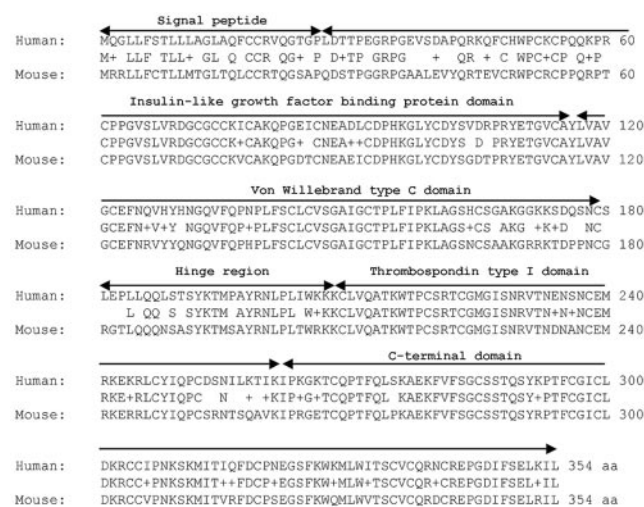 Signal peptide
Human: MQGLLFSTLLLAGLAQFCCRVQGTGPLDTTPEGRPGEVSDAPQRKQFCHWPCKCPQQKPR 60
M+ LLF TLL+ GL Q CCR QG+ P D+TP GRPG + QR + C WPC+CP Q+P
Mouse: MRRLLFCTLLMTGLTQLCCRTQGSAPQDSTPGGRPGAALEVYQRTEVCRWPCRCPPQRPT 60
Insulin-like growth factor binding protein domain
Human: CPPGVSLVRDGCGCCKICAKQPGEICNEADLCDPHKGLYCDYSVDRPRYETGVCAYLVAV 120
CPPGVSLVRDGCGCCK+CAKQPG+ CNEA++CDPHKGLYCDYS D PRYETGVCAYLVAV
Mouse: CPPGVSLVRDGCGCCKVCAKQPGDTCNEAEICDPHKGLYCDYSGDTPRYETGVCAYLVAV 120
Von Willebrand type C domain
Human: GCEFNQVHYHNGQVFQPNPLFSCLCVSGAIGCTPLFIPKLAGSHCSGAKGGKKSDQSNCS 180
GCEFN+V+Y NGQVFQP+PLFSCLCVSGAIGCTPLFIPKLAGS+CS AKG +K+D NC
Mouse: GCEFNRVYYQNGQVFQPHPLFSCLCVSGAIGCTPLFIPKLAGSNCSAAKGRRKTDPPNCG 180
Hinge region Thrombospondin type I domain
Human: LEPLLQQLSTSYKTMPAYRNLPLIWKKKCLVQATKWTPCSRTCGMGISNRVTNENSNCEM 240
L QQ S SYKTM AYRNLPL W+KKCLVQATKWTPCSRTCGMGISNRVTN+N+NCEM
Mouse: RGTLQQQNSASYKTMSAYRNLPLTWRKKCLVQATKWTPCSRTCGMGISNRVTNDNANCEM 240
C-terminal domain
Human: RKEKRLCYIQPCDSNILKTIKIPKGKTCQPTFQLSKAEKFVFSGCSSTQSYKPTFCGICL 300
RKE+RLCYIQPC N + +KIP+G+TCQPTFQL KAEKFVFSGCSSTQSY+PTFCGICL
Mouse: RKERRLCYIQPCSRNTSQAVKIPRGETCQPTFQLPKAEKFVFSGCSSTQSYRPTFCGICL 300
Human: DKRCCIPNKSKMITIQFDCPNEGSFKWKMLWITSCVCQRNCREPGDIFSELKIL 354 aa
DKRCC+PNKSKMIT++FDCP+EGSFKW+MLW+TSCVCQR+CREPGDIFSEL+IL
Mouse: DKRCCVPNKSKMITVRFDCPSEGSFKWQMLWVTSCVCQRDCREPGDIFSELRIL 354 aa